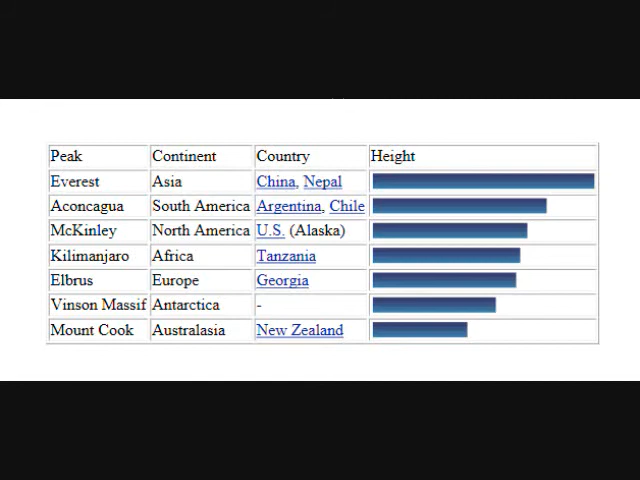 Peak Continent Country Height
Everest Asia China, Nepal
Aconcagua South America Argentina, Chile
McKinley North America U.S. (Alaska)
Kilimanjaro Africa Tanzania
Elbrus Europe Georgia
Vinson Massif Antarctica -
Mount Cook Australasia New Zealand